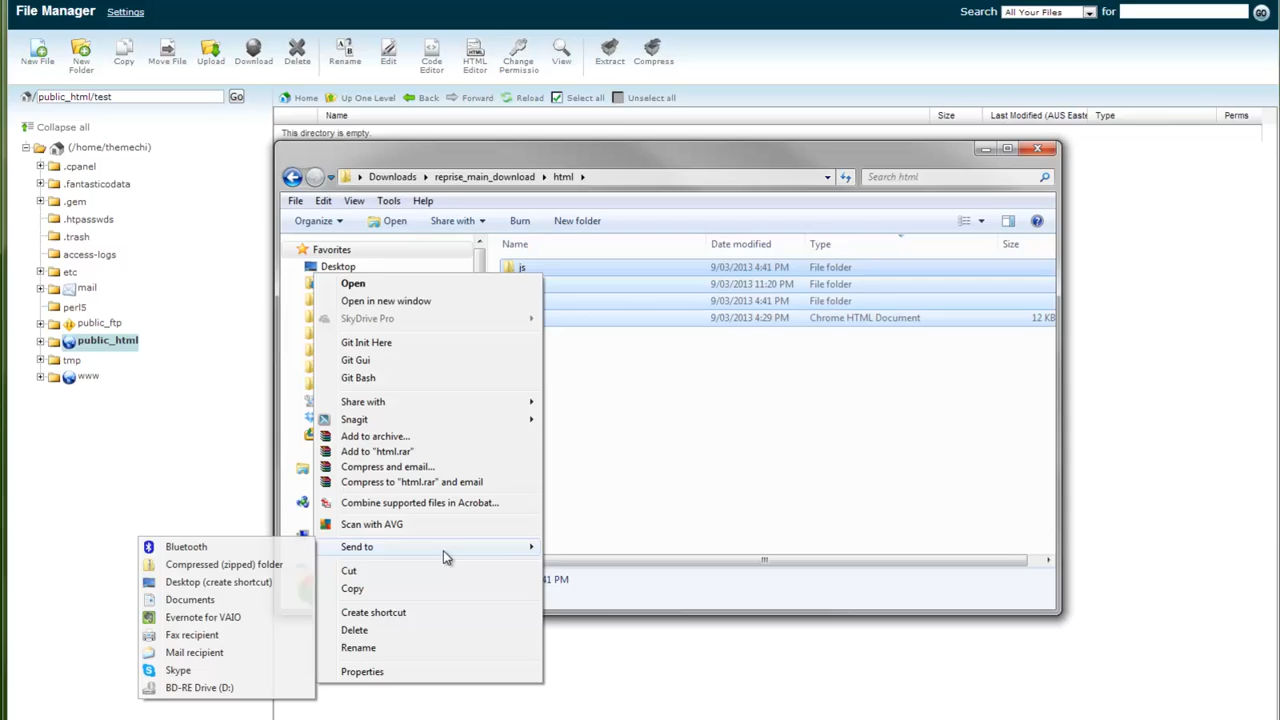 File Manager Settings Search All Your Files for GO
New File New Folder Copy Move File Upload Download Delete Rename Edit Code Editor HTML Editor Change Permissio View Extract Compress
/public_html/test Go Home Up One Level Back Forward Reload Select all Unselect all
Name Size Last Modified (AUS Easte Type Perms
This directory is empty.
Collapse all
(/home/themechi)
.cpanel
.fantasticodata
.gem
.htpasswds
.trash
access-logs
etc
mail
perl5
public_ftp
public_html
tmp
www
Downloads reprise_main_download html Search html
File Edit View Tools Help
Organize Open Share with Burn New folder
Favorites
Desktop
Name Date modified Type Size
js 9/03/2013 4:41 PM File folder
9/03/2013 11:20 PM File folder
9/03/2013 4:41 PM File folder
9/03/2013 4:29 PM Chrome HTML Document 12 KB
41 PM
Open
Open in new window
SkyDrive Pro
Git Init Here
Git Gui
Git Bash
Share with
Snagit
Add to archive...
Add to "html.rar"
Compress and email...
Compress to "html.rar" and email
Combine supported files in Acrobat...
Scan with AVG
Send to
Cut
Copy
Create shortcut
Delete
Rename
Properties
Bluetooth
Compressed (zipped) folder
Desktop (create shortcut)
Documents
Evernote for VAIO
Fax recipient
Mail recipient
Skype
BD-RE Drive (D:)